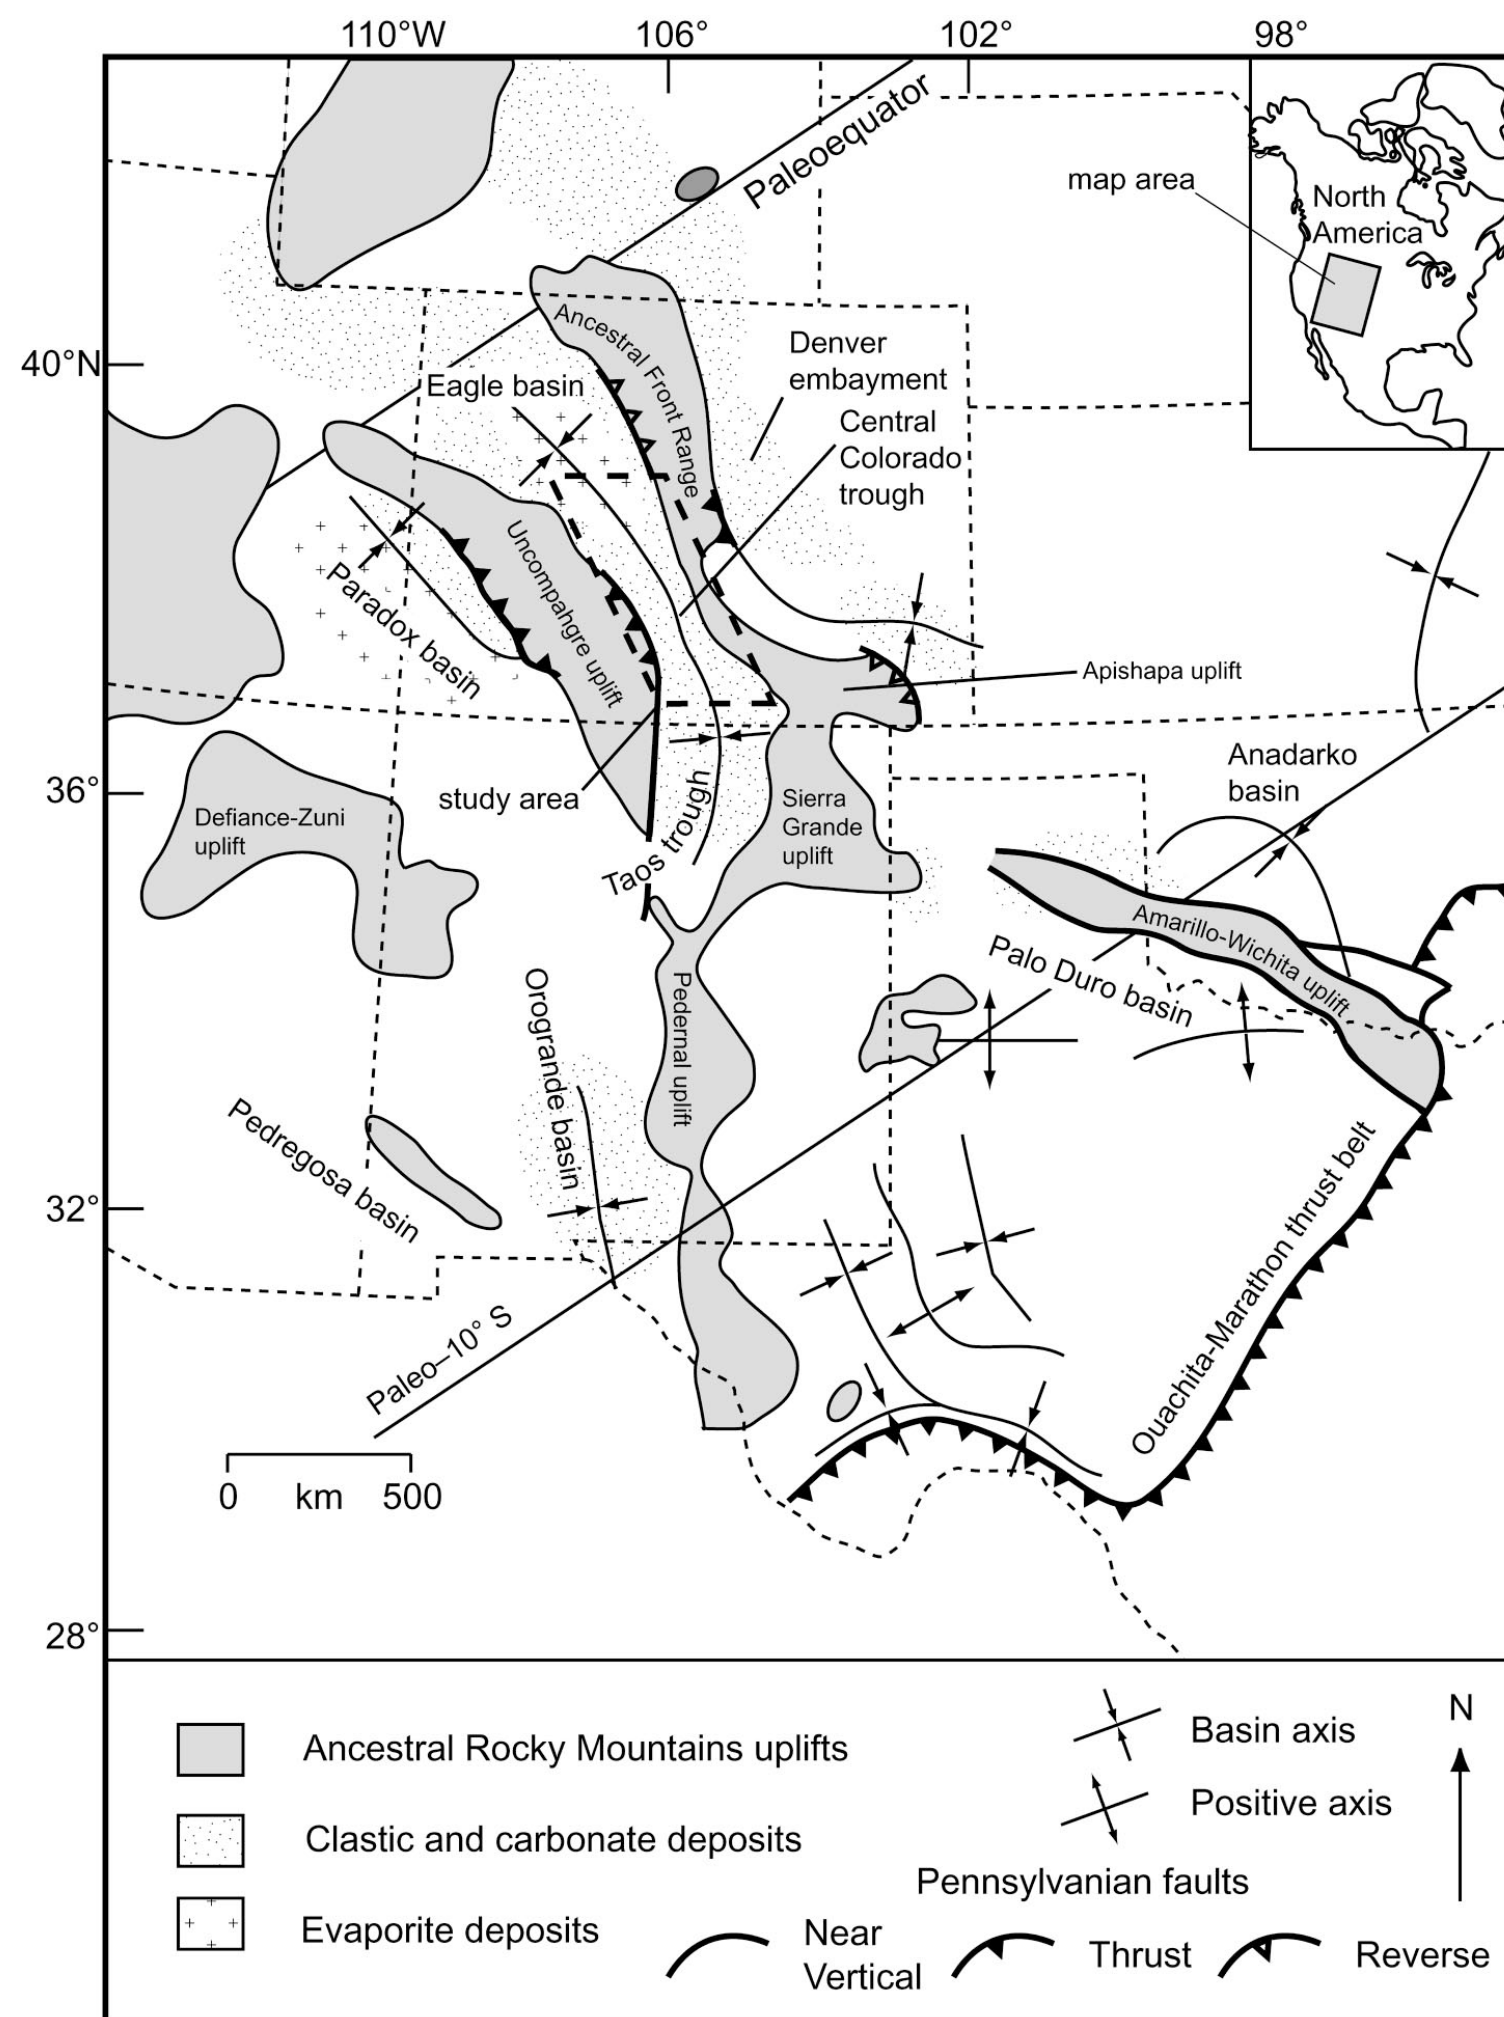 110°W
106°
102°
98°
Paleoequator
map area
North
America
40°N
Ancestral Front Range
Eagle basin
Denver
embayment
Central
Colorado
trough
Uncompahgre uplift
Paradox basin
Apishapa uplift
36°
study area
Defiance-Zuni
uplift
Taos trough
Sierra
Grande
uplift
Anadarko
basin
Amarillo-Wichita uplift
Palo Duro basin
Orogrande basin
Pedernal uplift
Pedregosa basin
32°
Paleo–10° S
Ouachita-Marathon thrust belt
0 km 500
28°
Ancestral Rocky Mountains uplifts
Clastic and carbonate deposits
Evaporite deposits
Basin axis
Positive axis
N
Pennsylvanian faults
Near
Vertical
Thrust
Reverse